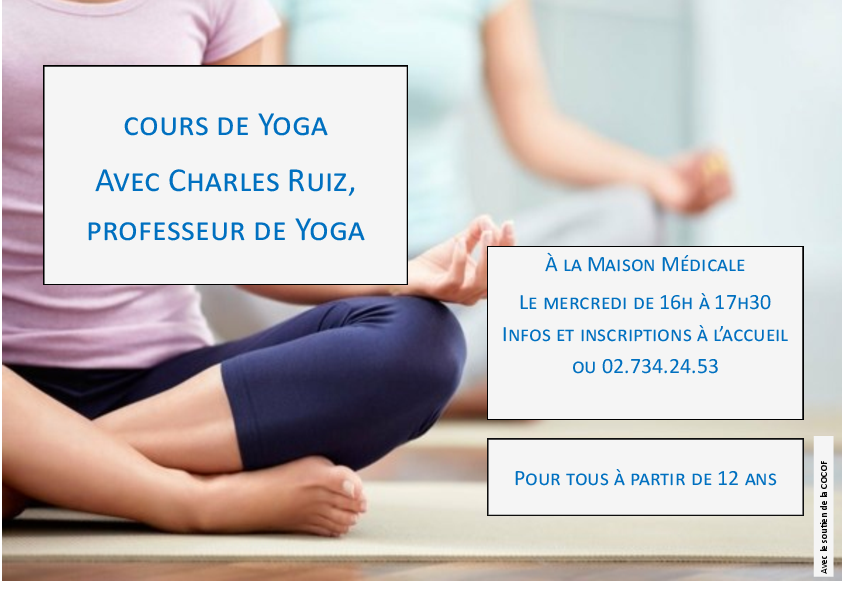 COURS DE YOGA
AVEC CHARLES RUIZ,
PROFESSEUR DE YOGA
À LA MAISON MÉDICALE
LE MERCREDI DE 16H À 17H30
INFOS ET INSCRIPTIONS À L'ACCUEIL
OU 02.734.24.53
POUR TOUS À PARTIR DE 12 ANS
Avec le soutien de la COCOF